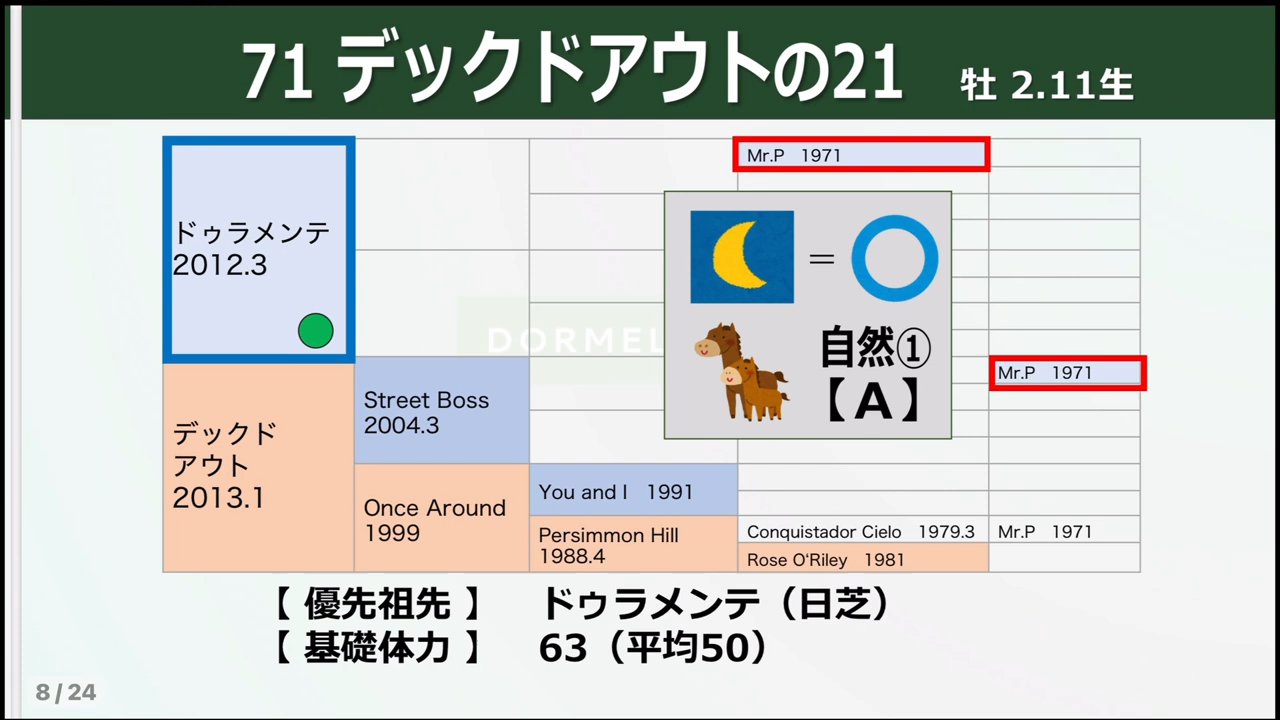 71 デックドアウトの21 牡 2.11生
Mr.P 1971
ドゥラメンテ
2012.3
=
自然①
【A】
DORMEL
Mr.P 1971
Street Boss
2004.3
デックド
アウト
2013.1
Once Around
1999
You and I 1991
Persimmon Hill
1988.4
Conquistador Cielo 1979.3 Mr.P 1971
Rose O'Riley 1981
【 優先祖先 】 ドゥラメンテ（日芝）
【 基礎体力 】 63（平均50）
8 / 24